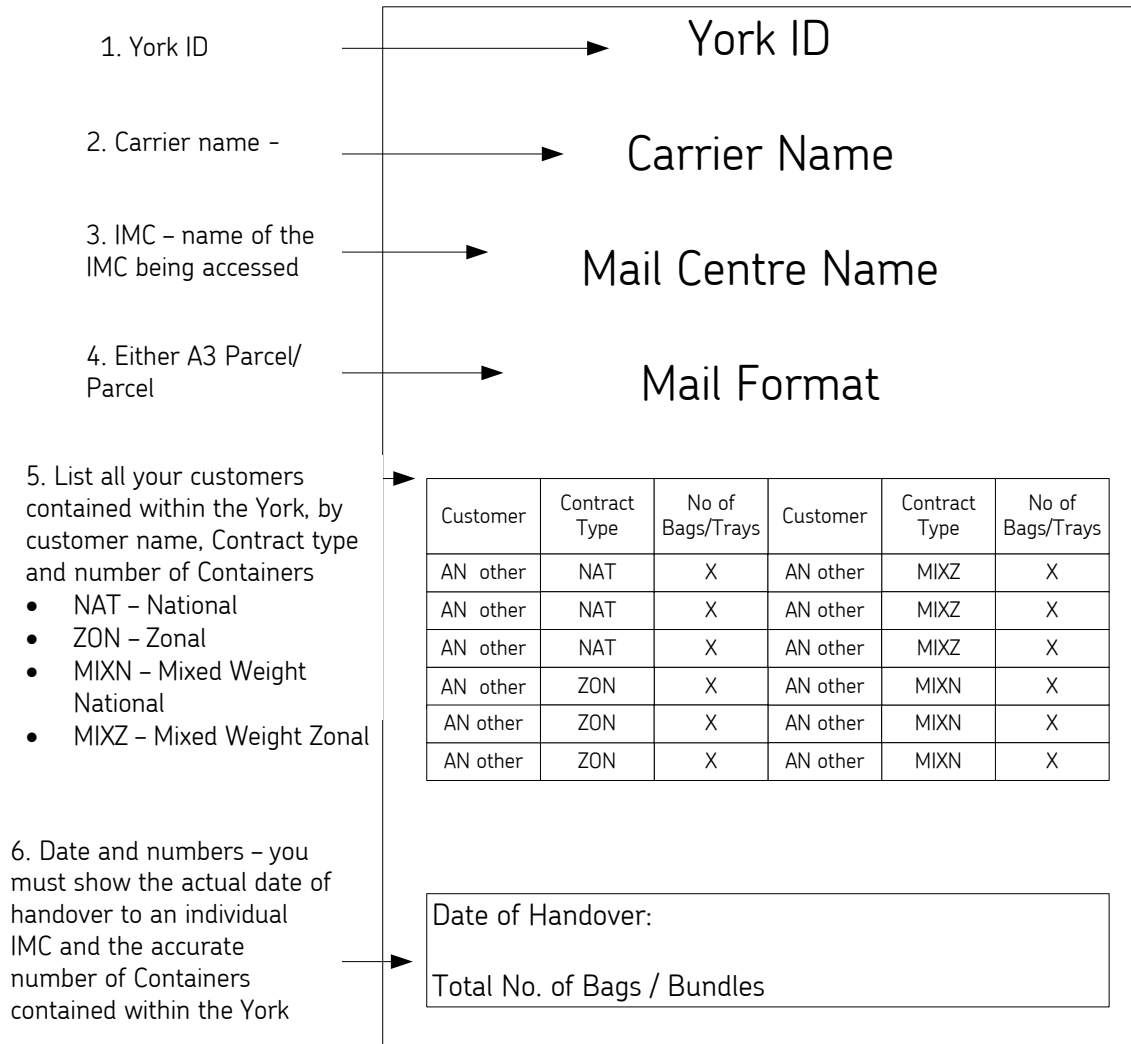 1. York ID
York ID
2. Carrier name -
Carrier Name
3. IMC – name of the
IMC being accessed
Mail Centre Name
4. Either A3 Parcel/
Parcel
Mail Format
5. List all your customers
contained within the York, by
customer name, Contract type
and number of Containers
• NAT – National
• ZON – Zonal
• MIXN – Mixed Weight
National
• MIXZ – Mixed Weight Zonal
Customer Contract Type No of Bags/Trays Customer Contract Type No of Bags/Trays
AN other NAT X AN other MIXZ X
AN other NAT X AN other MIXZ X
AN other NAT X AN other MIXZ X
AN other ZON X AN other MIXN X
AN other ZON X AN other MIXN X
AN other ZON X AN other MIXN X
6. Date and numbers – you
must show the actual date of
handover to an individual
IMC and the accurate
number of Containers
contained within the York
Date of Handover:
Total No. of Bags / Bundles